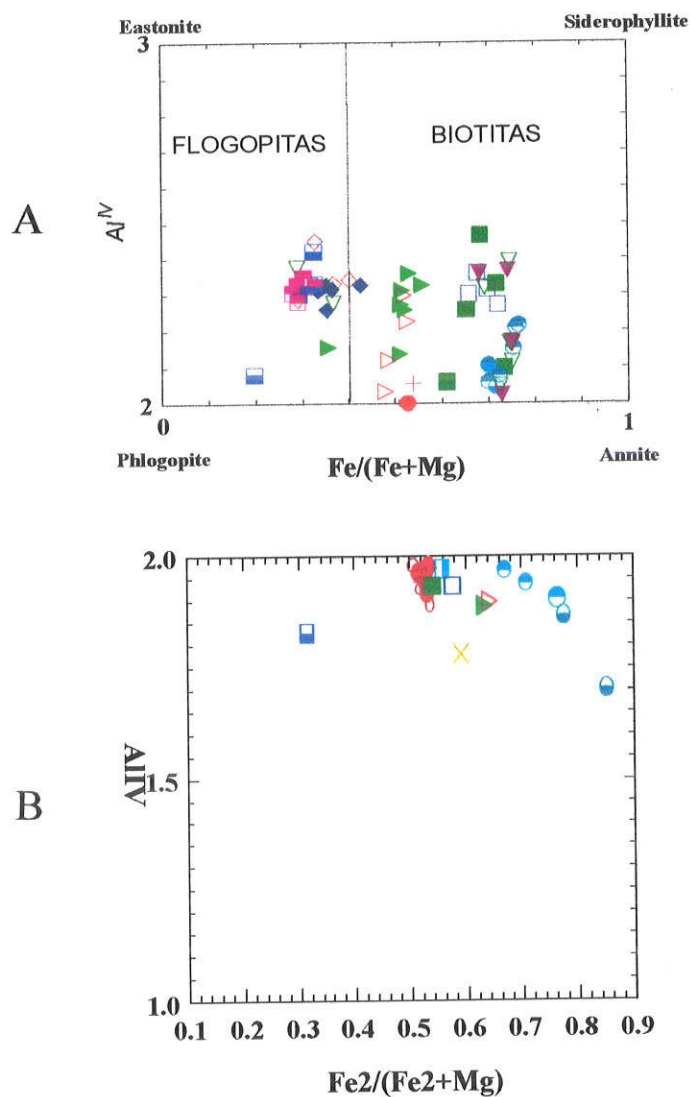 Eastonite
Siderophyllite
3
FLOGOPITAS
BIOTITAS
A
Al^IV
2
0
1
Phlogopite
Fe/(Fe+Mg)
Annite
2.0
B
AlIV
1.5
1.0
0.1 0.2 0.3 0.4 0.5 0.6 0.7 0.8 0.9
Fe2/(Fe2+Mg)